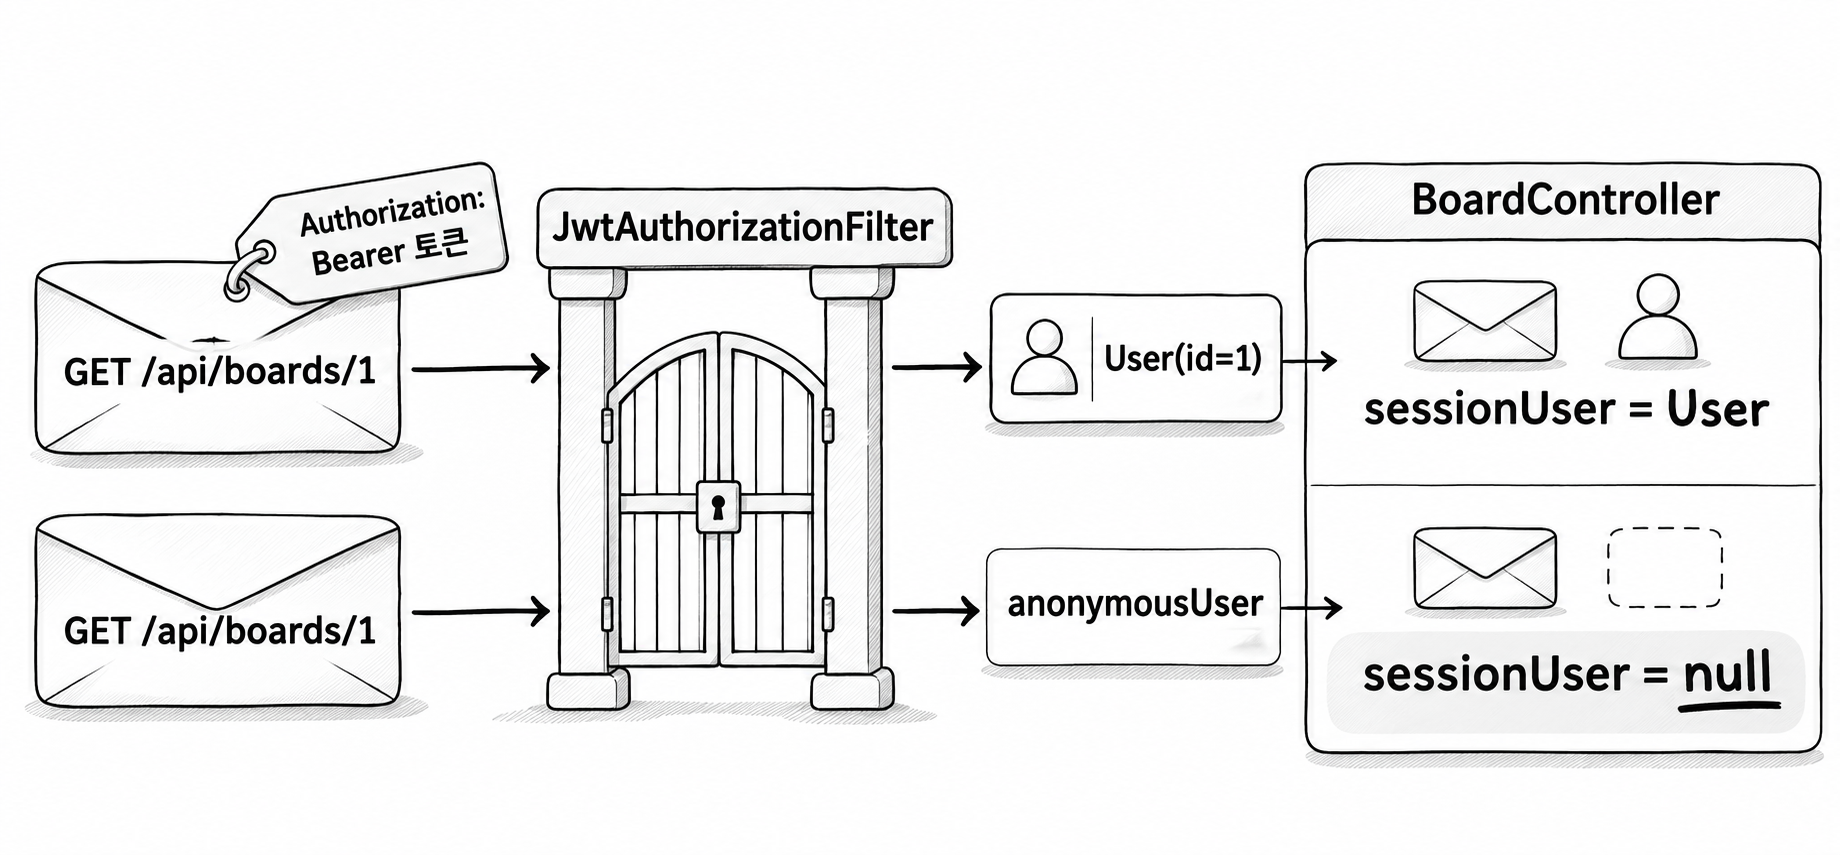 Authorization:
Bearer 토큰
GET /api/boards/1
GET /api/boards/1
JwtAuthorizationFilter
User(id=1)
anonymousUser
BoardController
sessionUser = User
sessionUser = null